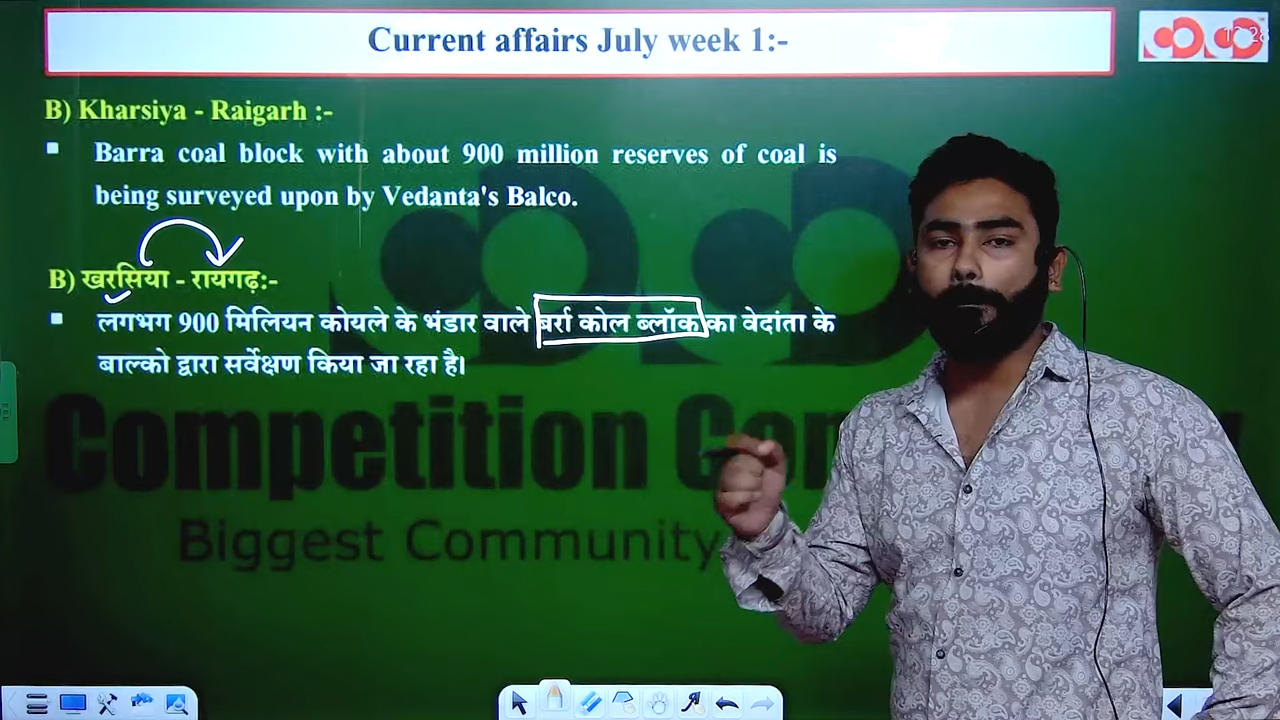 Current affairs July week 1:-
B) Kharsiya - Raigarh :-
Barra coal block with about 900 million reserves of coal is
being surveyed upon by Vedanta's Balco.
B) खरसिया - रायगढ़:-
लगभग 900 मिलियन कोयले के भंडार वाले बर्रा कोल ब्लॉक का वेदांता के
बाल्को द्वारा सर्वेक्षण किया जा रहा है।
Competition
Biggest Community